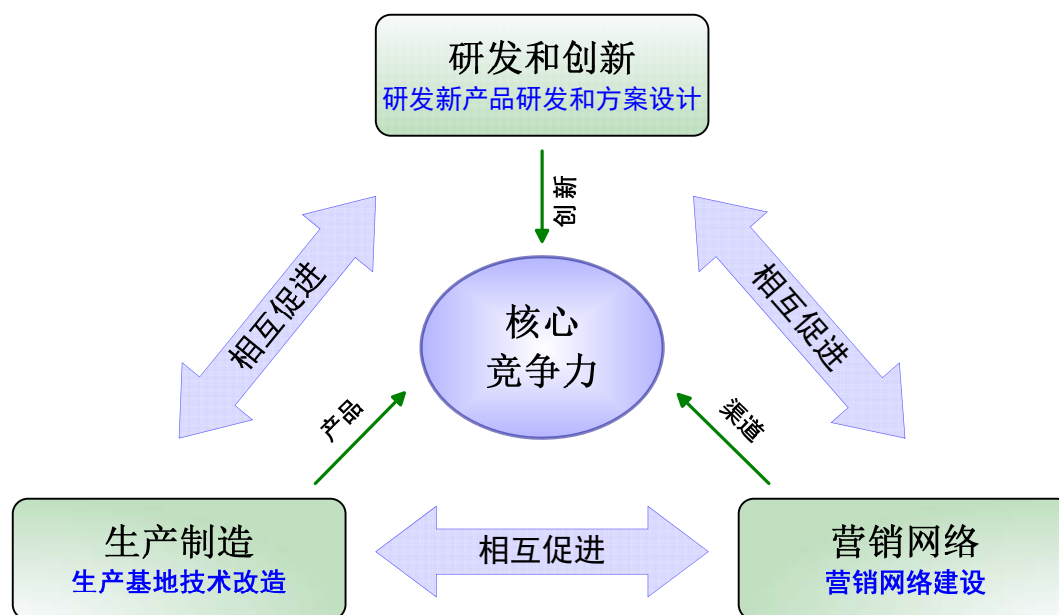 研发和创新
研发新产品研发和方案设计
创新
相互促进
相互促进
核心
竞争力
产品
渠道
生产制造
生产基地技术改造
相互促进
营销网络
营销网络建设